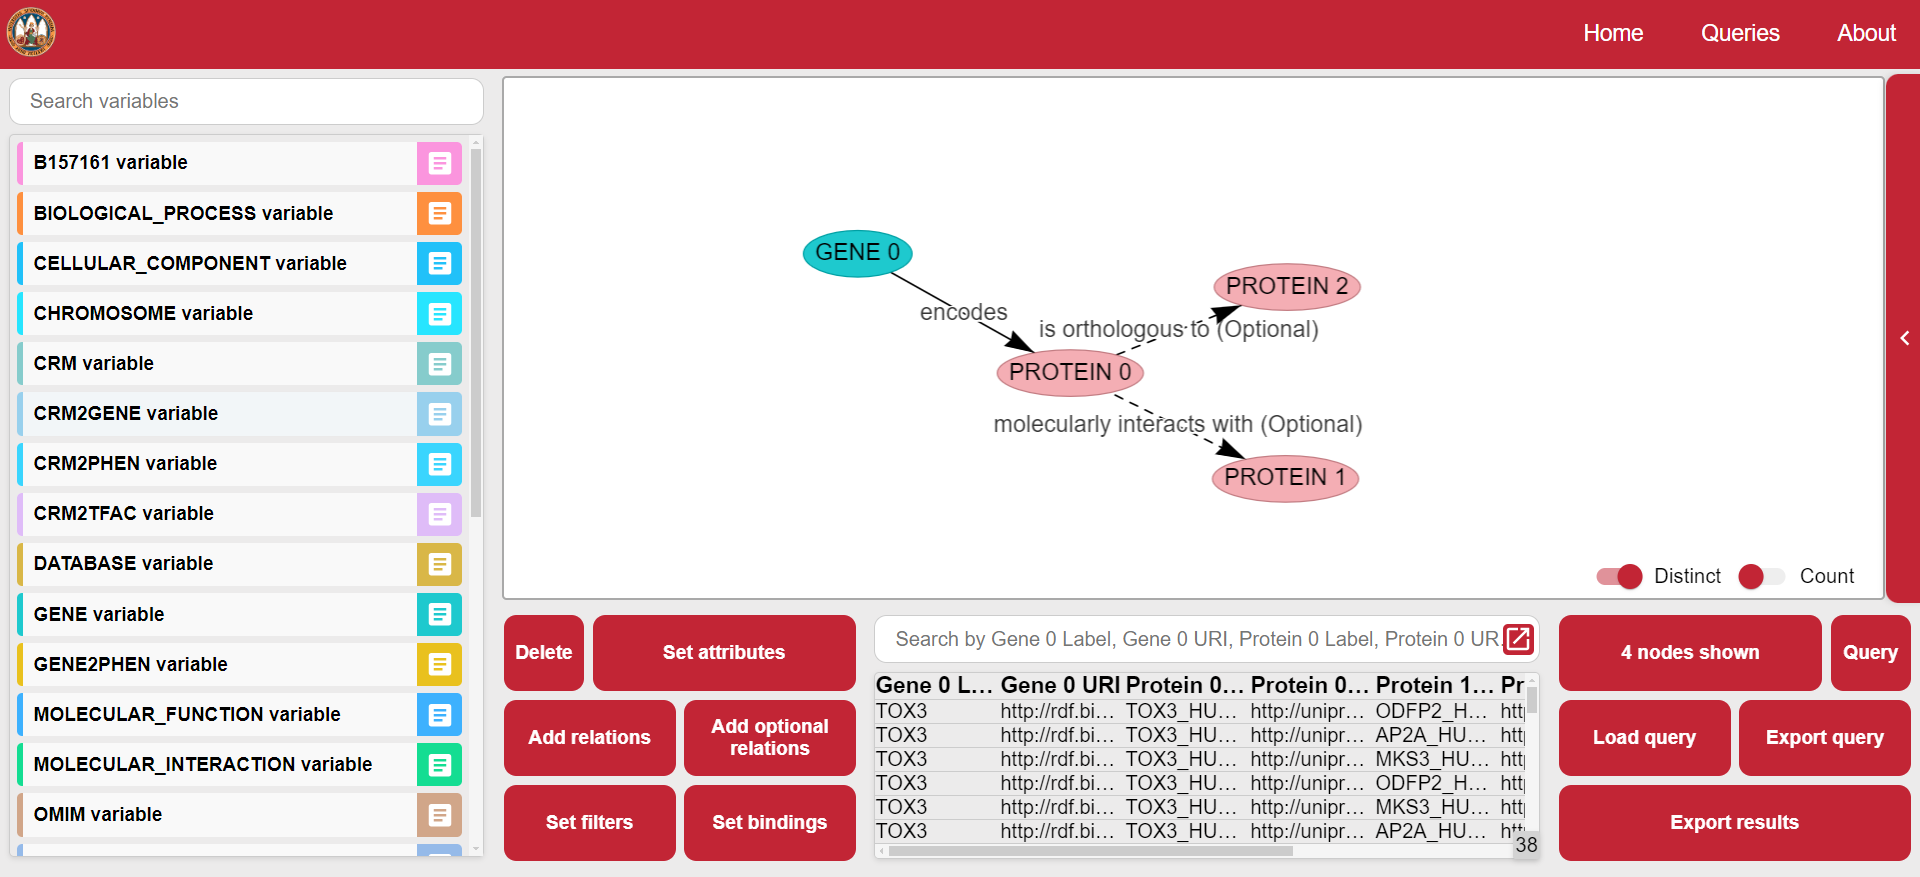 Home Queries About
Search variables
B157161 variable
BIOLOGICAL_PROCESS variable
CELLULAR_COMPONENT variable
CHROMOSOME variable
CRM variable
CRM2GENE variable
CRM2PHEN variable
CRM2TFAC variable
DATABASE variable
GENE variable
GENE2PHEN variable
MOLECULAR_FUNCTION variable
MOLECULAR_INTERACTION variable
OMIM variable
GENE 0
encodes
PROTEIN 2
is orthologous to (Optional)
PROTEIN 0
molecularly interacts with (Optional)
PROTEIN 1
Distinct Count
Delete
Set attributes
Add relations
Add optional
relations
Set filters
Set bindings
Search by Gene 0 Label, Gene 0 URI, Protein 0 Label, Protein 0 UR.
Gene 0 L... Gene 0 URI Protein 0... Protein 0... Protein 1... Pr
TOX3 http://rdf.bi... TOX3_HU... http://unipr... ODFP2_H... htt
TOX3 http://rdf.bi... TOX3_HU... http://unipr... AP2A_HU... htt
TOX3 http://rdf.bi... TOX3_HU... http://unipr... MKS3_HU... htt
TOX3 http://rdf.bi... TOX3_HU... http://unipr... ODFP2_H... htt
TOX3 http://rdf.bi... TOX3_HU... http://unipr... MKS3_HU... htt
TOX3 http://rdf.bi... TOX3_HU... http://unipr... AP2A_HU... htt
38
4 nodes shown
Query
Load query
Export query
Export results